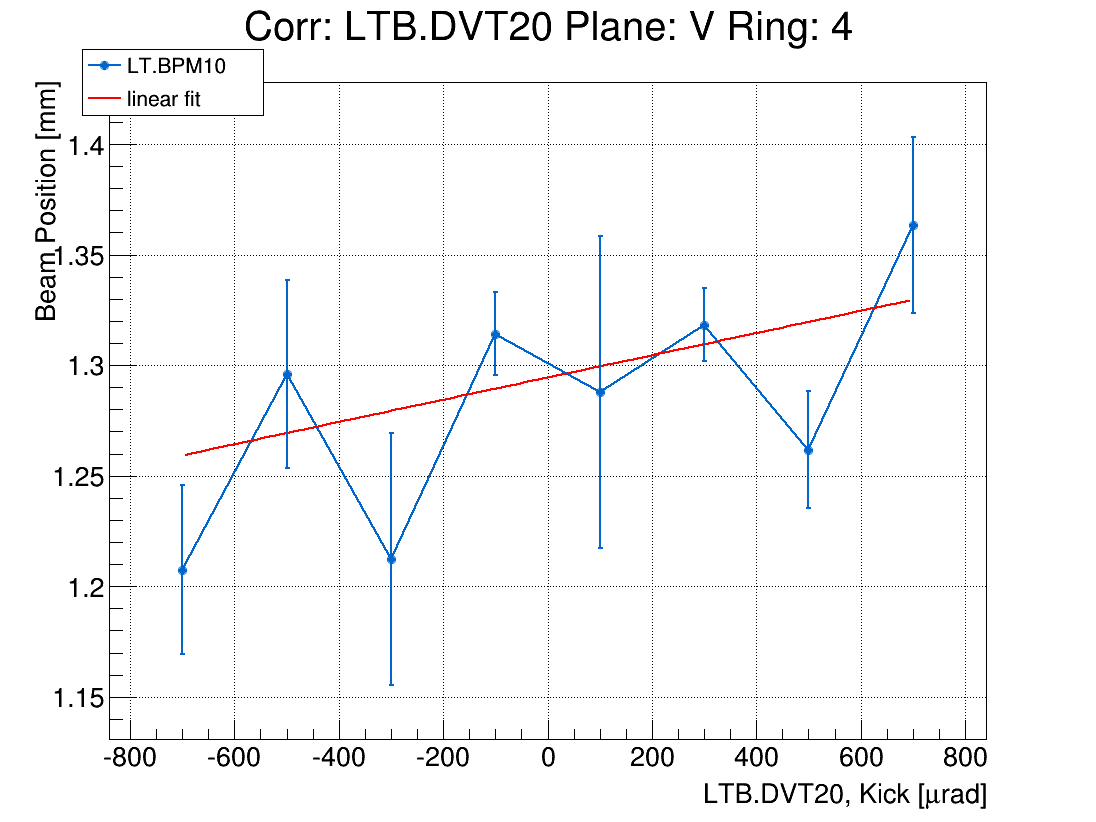 Corr: LTB.DVT20 Plane: V Ring: 4
LT.BPM10
linear fit
Beam Position [mm]
1.4
1.35
1.3
1.25
1.2
1.15
-800 -600 -400 -200 0 200 400 600 800
LTB.DVT20, Kick [μrad]